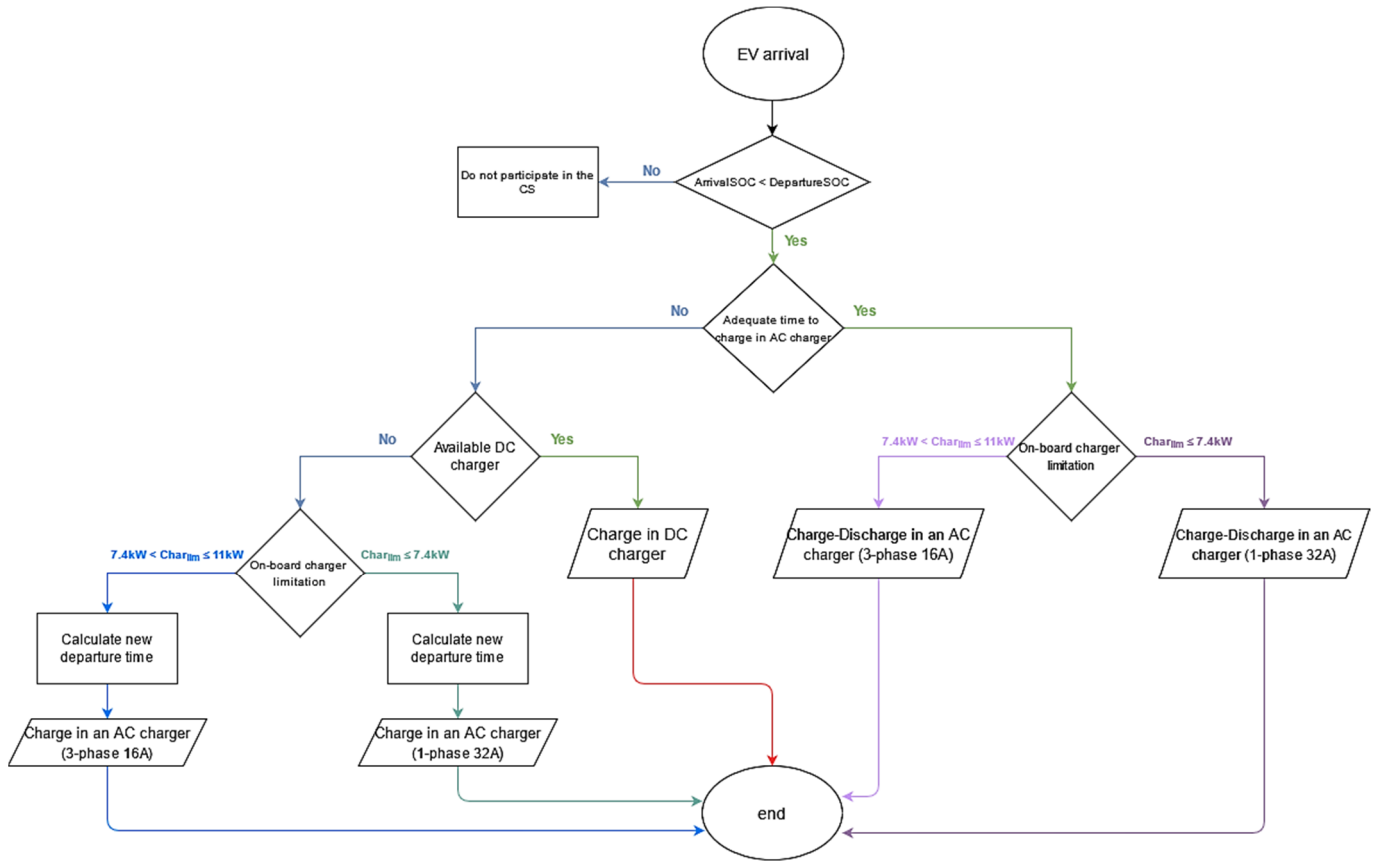 EV arrival
Do not participate in the
CS
No
ArrivalSOC < DepartureSOC
Yes
No
Adequate time to
charge in AC charger
Yes
No
Available DC
charger
Yes
7.4kW < Charlim ≤ 11kW
On-board charger
limitation
Charlim ≤ 7.4kW
7.4kW < Charlim ≤ 11kW
On-board charger
limitation
Charlim ≤ 7.4kW
Charge in DC
charger
Charge-Discharge in an AC
charger (3-phase 16A)
Charge-Discharge in an AC
charger (1-phase 32A)
Calculate new
departure time
Calculate new
departure time
Charge in an AC charger
(3-phase 16A)
Charge in an AC charger
(1-phase 32A)
end